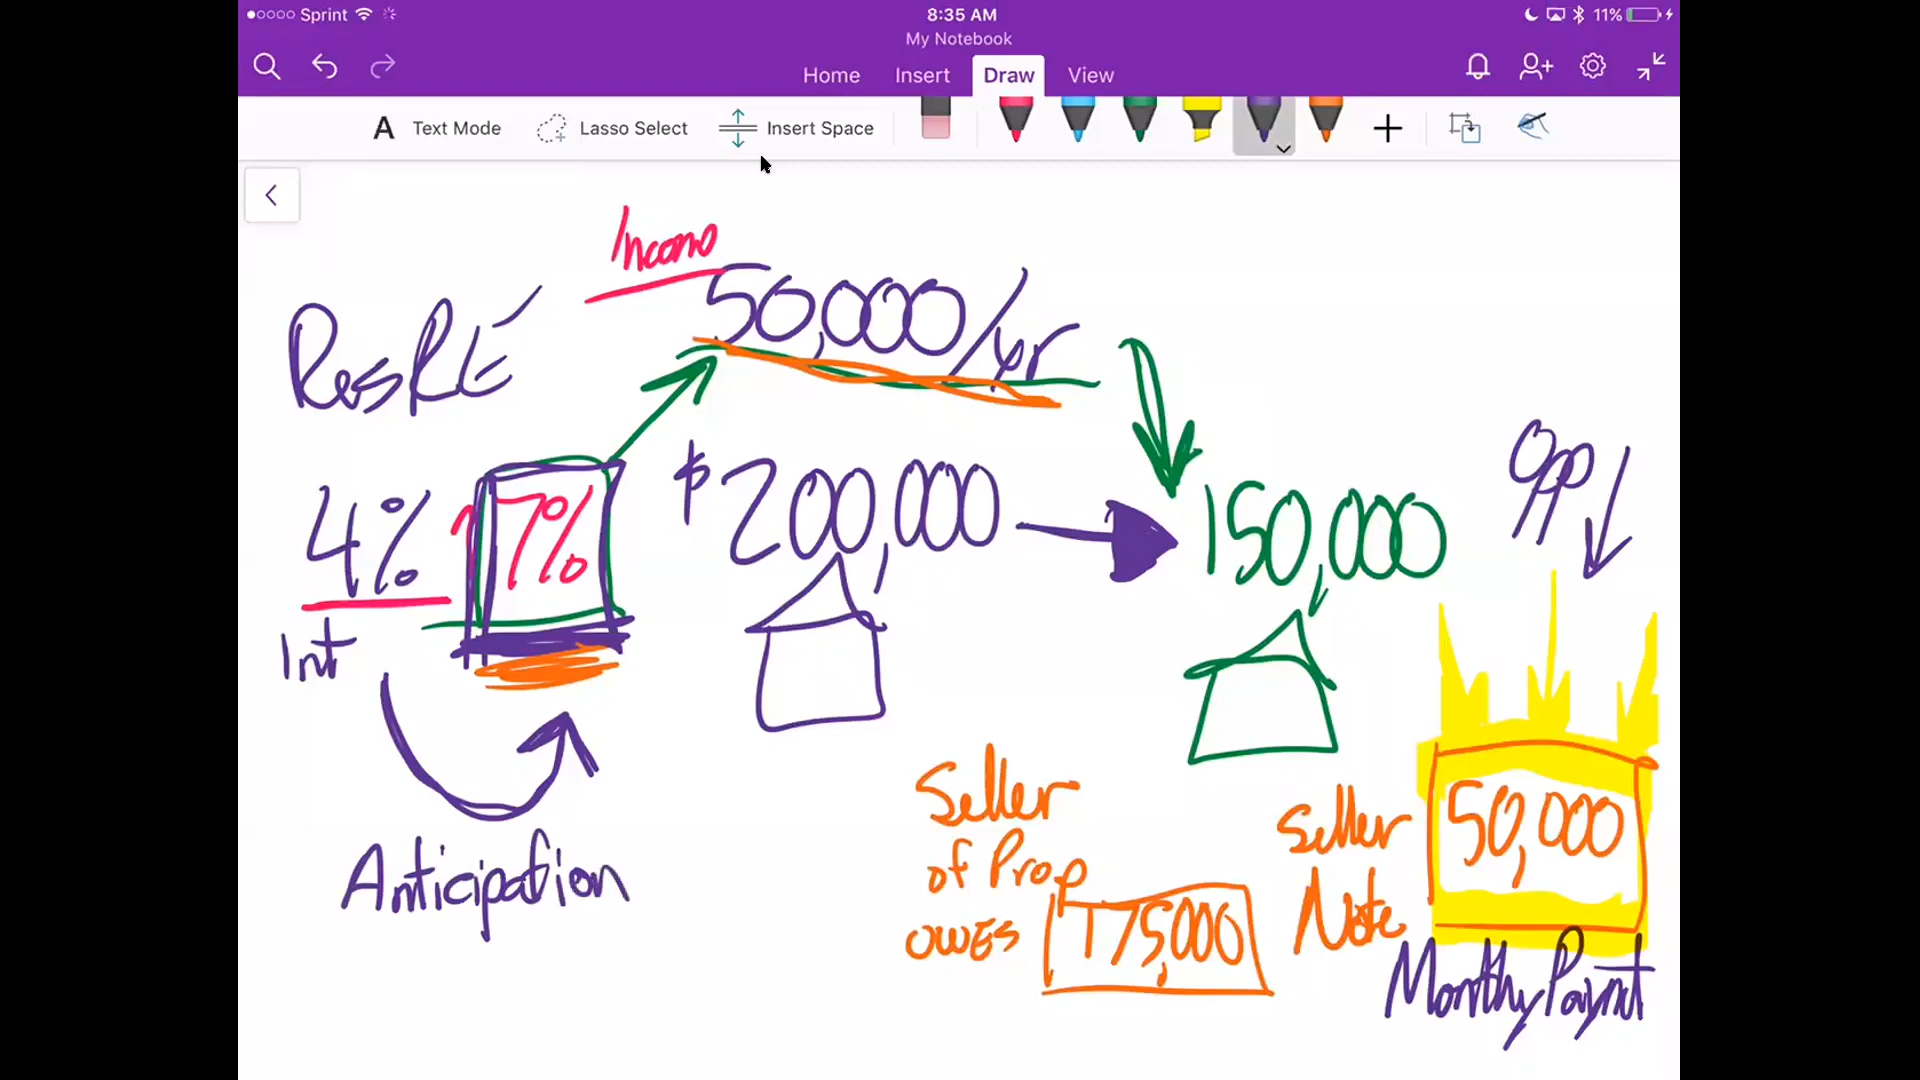 Sprint 8:35 AM 11%
My Notebook
Home Insert Draw View
A Text Mode Lasso Select Insert Space
Income
50,000/yr
ResRE
Opp
4% 7% $200,000 150,000
Int
Seller
of Prop
owes 175,000
Seller
Note
50,000
Anticipation
Monthly Paymt